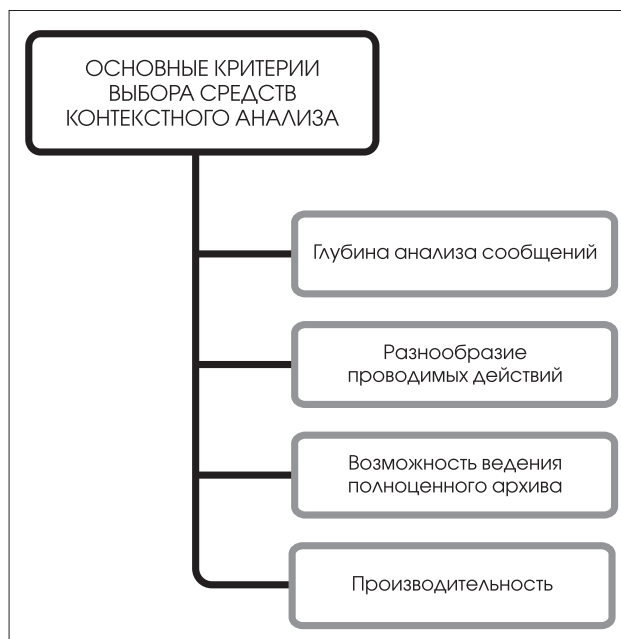 ОСНОВНЫЕ КРИТЕРИИ
ВЫБОРА СРЕДСТВ
КОНТЕКСТНОГО АНАЛИЗА
Глубина анализа сообщений
Разнообразие
проводимых действий
Возможность ведения
полноценного архива
Производительность